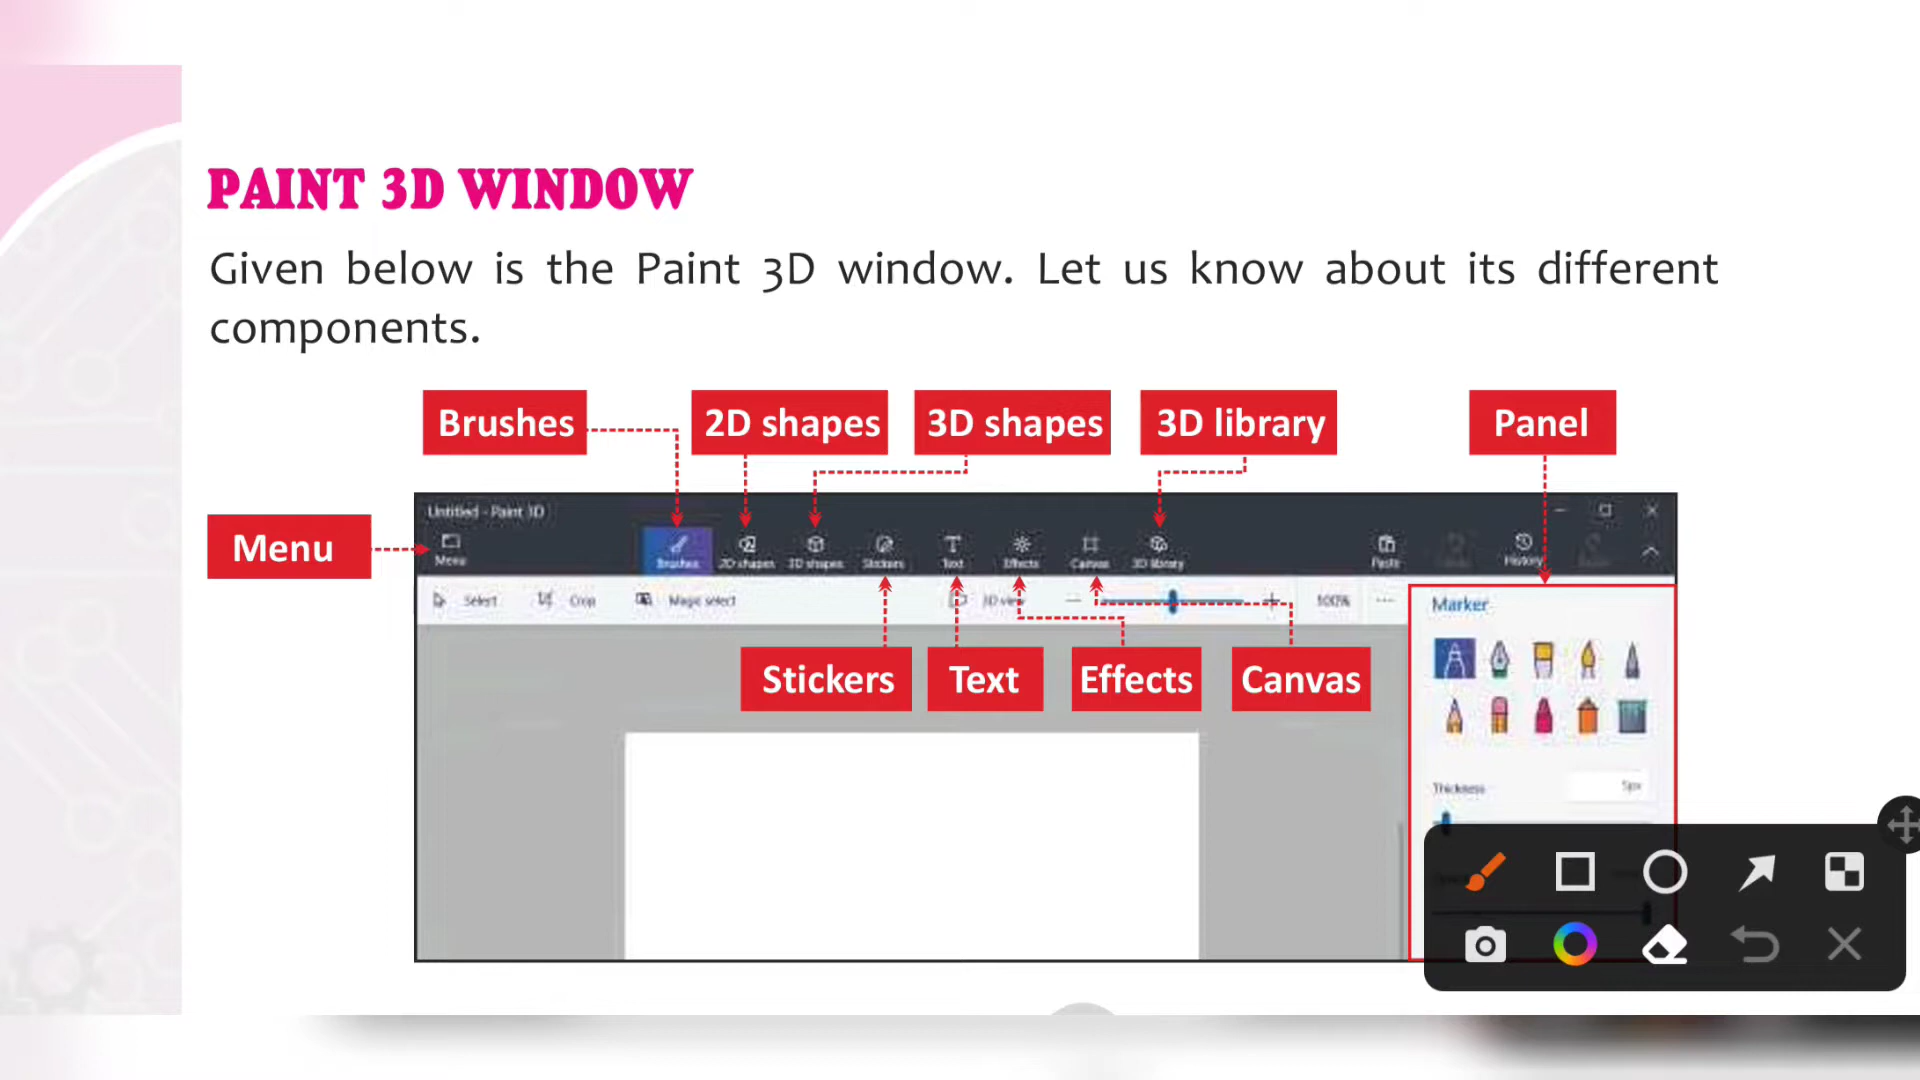 PAINT 3D WINDOW
Given below is the Paint 3D window. Let us know about its different
components.
Brushes 2D shapes 3D shapes 3D library Panel
Menu
Untitled - Paint 3D
Menu Brushes 2D shapes 3D shapes Stickers Text Effects Canvas 3D library Paste History
Select Crop Magic select 3D view 100%
Marker
Stickers Text Effects Canvas
Thickness 5px